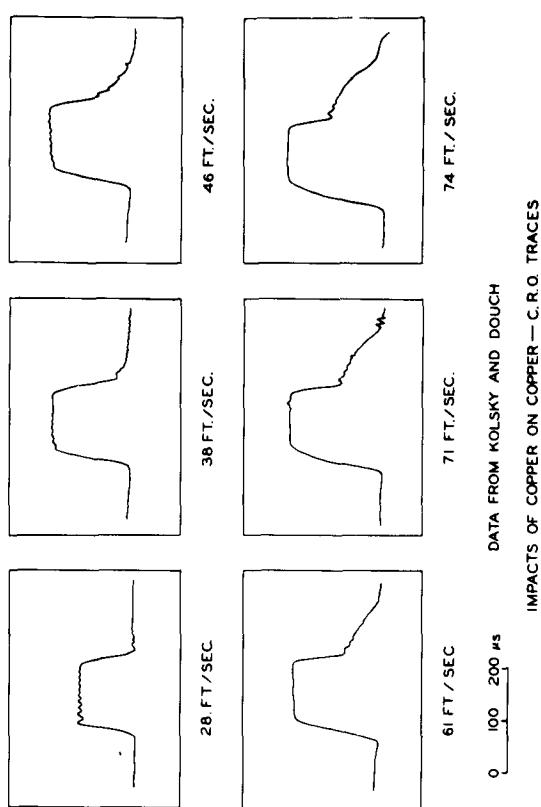 28. FT/SEC.
38 FT./SEC.
46 FT./SEC.
61 FT/SEC
71 FT./SEC.
74 FT./SEC.
0 100 200 µs
DATA FROM KOLSKY AND DOUCH
IMPACTS OF COPPER ON COPPER — C.R.O. TRACES